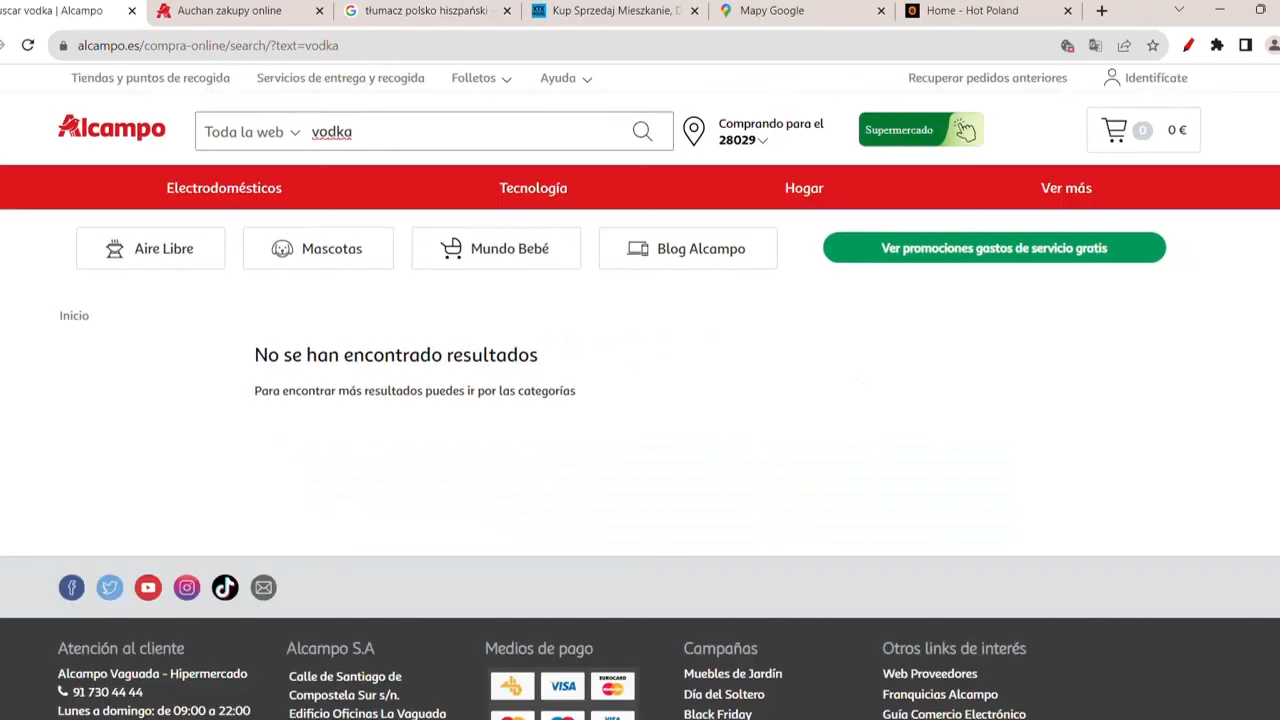 buscar vodka | Alcampo
Auchan zakupy online
tłumacz polsko hiszpański
Kup Sprzedaj Mieszkanie, D
Mapy Google
Home - Hot Poland
alcampo.es/compra-online/search/?text=vodka
Tiendas y puntos de recogida
Servicios de entrega y recogida
Folletos
Ayuda
Recuperar pedidos anteriores
Identifícate
Alcampo
Toda la web
vodka
Comprando para el
28029
Supermercado
0
0 €
Electrodomésticos
Tecnología
Hogar
Ver más
Aire Libre
Mascotas
Mundo Bebé
Blog Alcampo
Ver promociones gastos de servicio gratis
Inicio
No se han encontrado resultados
Para encontrar más resultados puedes ir por las categorías
Atención al cliente
Alcampo Vaguada - Hipermercado
91 730 44 44
Lunes a domingo: de 09:00 a 22:00
Alcampo S.A
Calle de Santiago de
Compostela Sur s/n.
Edificio Oficinas La Vaguada
Medios de pago
VISA
EUROCARD
VISA
Campañas
Muebles de Jardín
Día del Soltero
Black Friday
Otros links de interés
Web Proveedores
Franquicias Alcampo
Guía Comercio Electrónico